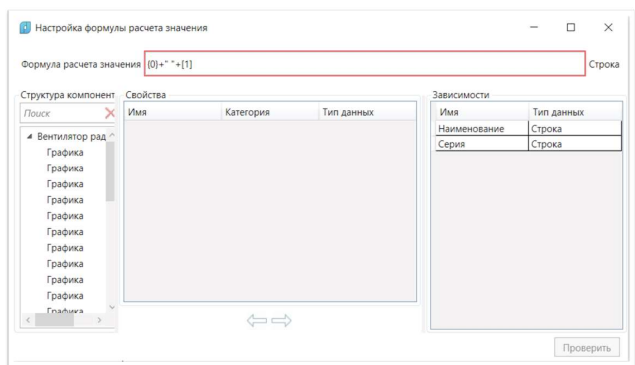 Настройка формулы расчета значения
Формула расчета значения {0}+" "+[1] Строка
Структура компонент Свойства Зависимости
Поиск Имя Категория Тип данных Имя Тип данных
Наименование Строка
Серия Строка
Вентилятор рад
Графика
Графика
Графика
Графика
Графика
Графика
Графика
Графика
Графика
Графика
Графика
Проверить